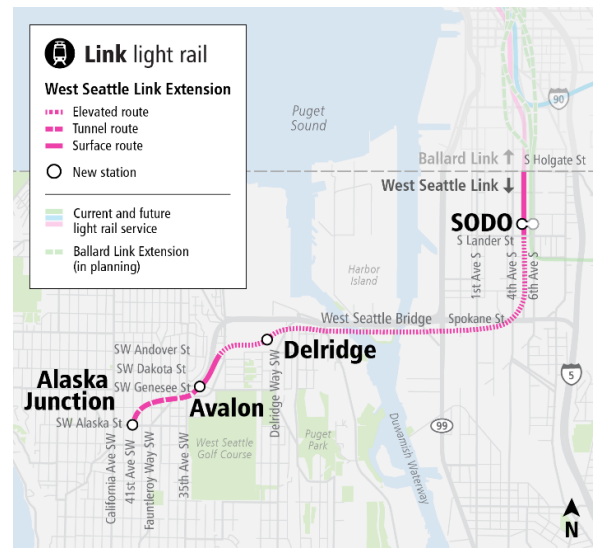 Link light rail
West Seattle Link Extension
Elevated route
Tunnel route
Surface route
New station
Current and future
light rail service
Ballard Link Extension
(in planning)
Puget
Sound
90
Ballard Link ↑
S Holgate St
West Seattle Link ↓
SODO
S Lander St
1st Ave S
4th Ave S
6th Ave S
Harbor
Island
West Seattle Bridge
Spokane St
SW Andover St
Delridge
SW Dakota St
SW Genesee St
Alaska
Junction
Avalon
5
SW Alaska St
Delridge Way SW
California Ave SW
41st Ave SW
Fauntleroy Way SW
35th Ave SW
West Seattle
Golf Course
Puget
Park
Duwamish Waterway
99
N